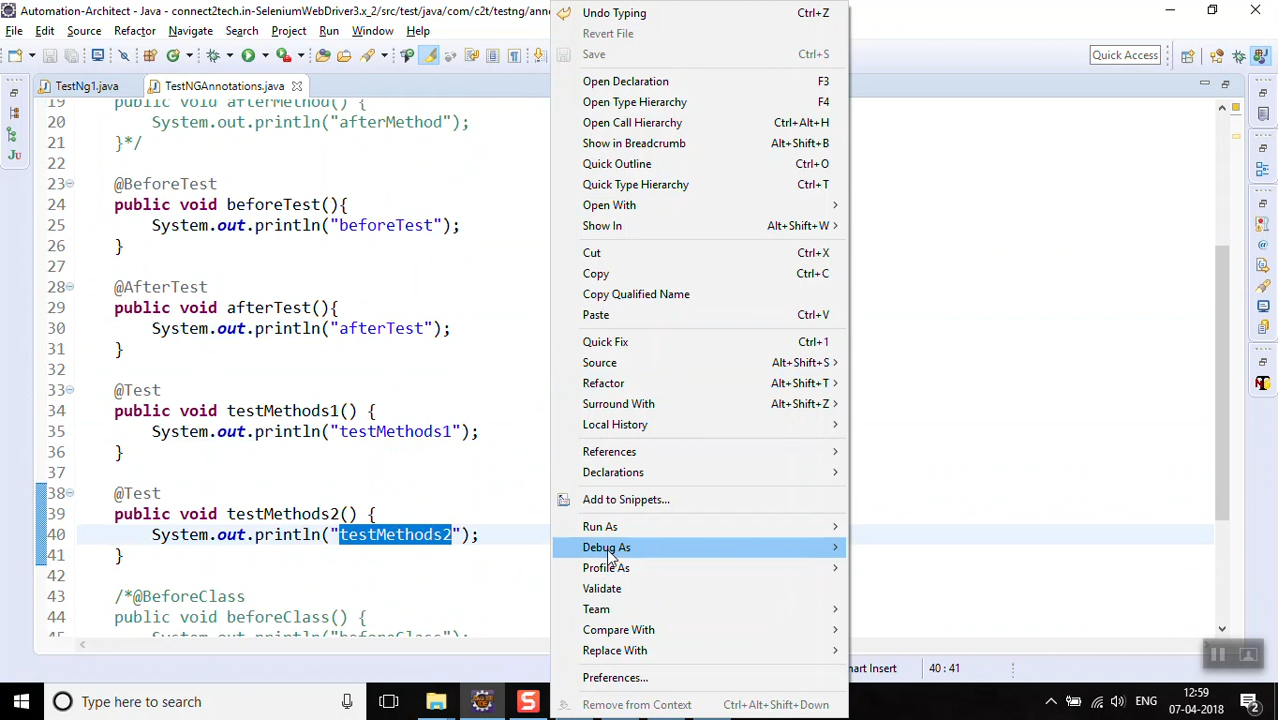 Automation-Architect - connect2tech.in-SeleniumWebDriver3.x_2/src/test/java/com/c2t/testng/anno
File Edit Source Refactor Navigate Search Project Run Window Help
Quick Access
TestNg1.java TestNGAnnotations.java
19 public void afterMethod() {
20 System.out.println("afterMethod");
21 }*/
22
23 @BeforeTest
24 public void beforeTest(){
25 System.out.println("beforeTest");
26 }
27
28 @AfterTest
29 public void afterTest(){
30 System.out.println("afterTest");
31 }
32
33 @Test
34 public void testMethods1() {
35 System.out.println("testMethods1");
36 }
37
38 @Test
39 public void testMethods2() {
40 System.out.println("testMethods2");
41 }
42
43 /*@BeforeClass
44 public void beforeClass() {
45 System.out.println("beforeClass");
Undo Typing Ctrl+Z
Revert File
Save Ctrl+S
Open Declaration F3
Open Type Hierarchy F4
Open Call Hierarchy Ctrl+Alt+H
Show in Breadcrumb Alt+Shift+B
Quick Outline Ctrl+O
Quick Type Hierarchy Ctrl+T
Open With
Show In Alt+Shift+W
Cut Ctrl+X
Copy Ctrl+C
Copy Qualified Name
Paste Ctrl+V
Quick Fix Ctrl+1
Source Alt+Shift+S
Refactor Alt+Shift+T
Surround With Alt+Shift+Z
Local History
References
Declarations
Add to Snippets...
Run As
Debug As
Profile As
Validate
Team
Compare With
Replace With
Preferences...
Remove from Context Ctrl+Alt+Shift+Down
mart Insert 40 : 41
Type here to search
ENG
12:59
07-04-2018
2